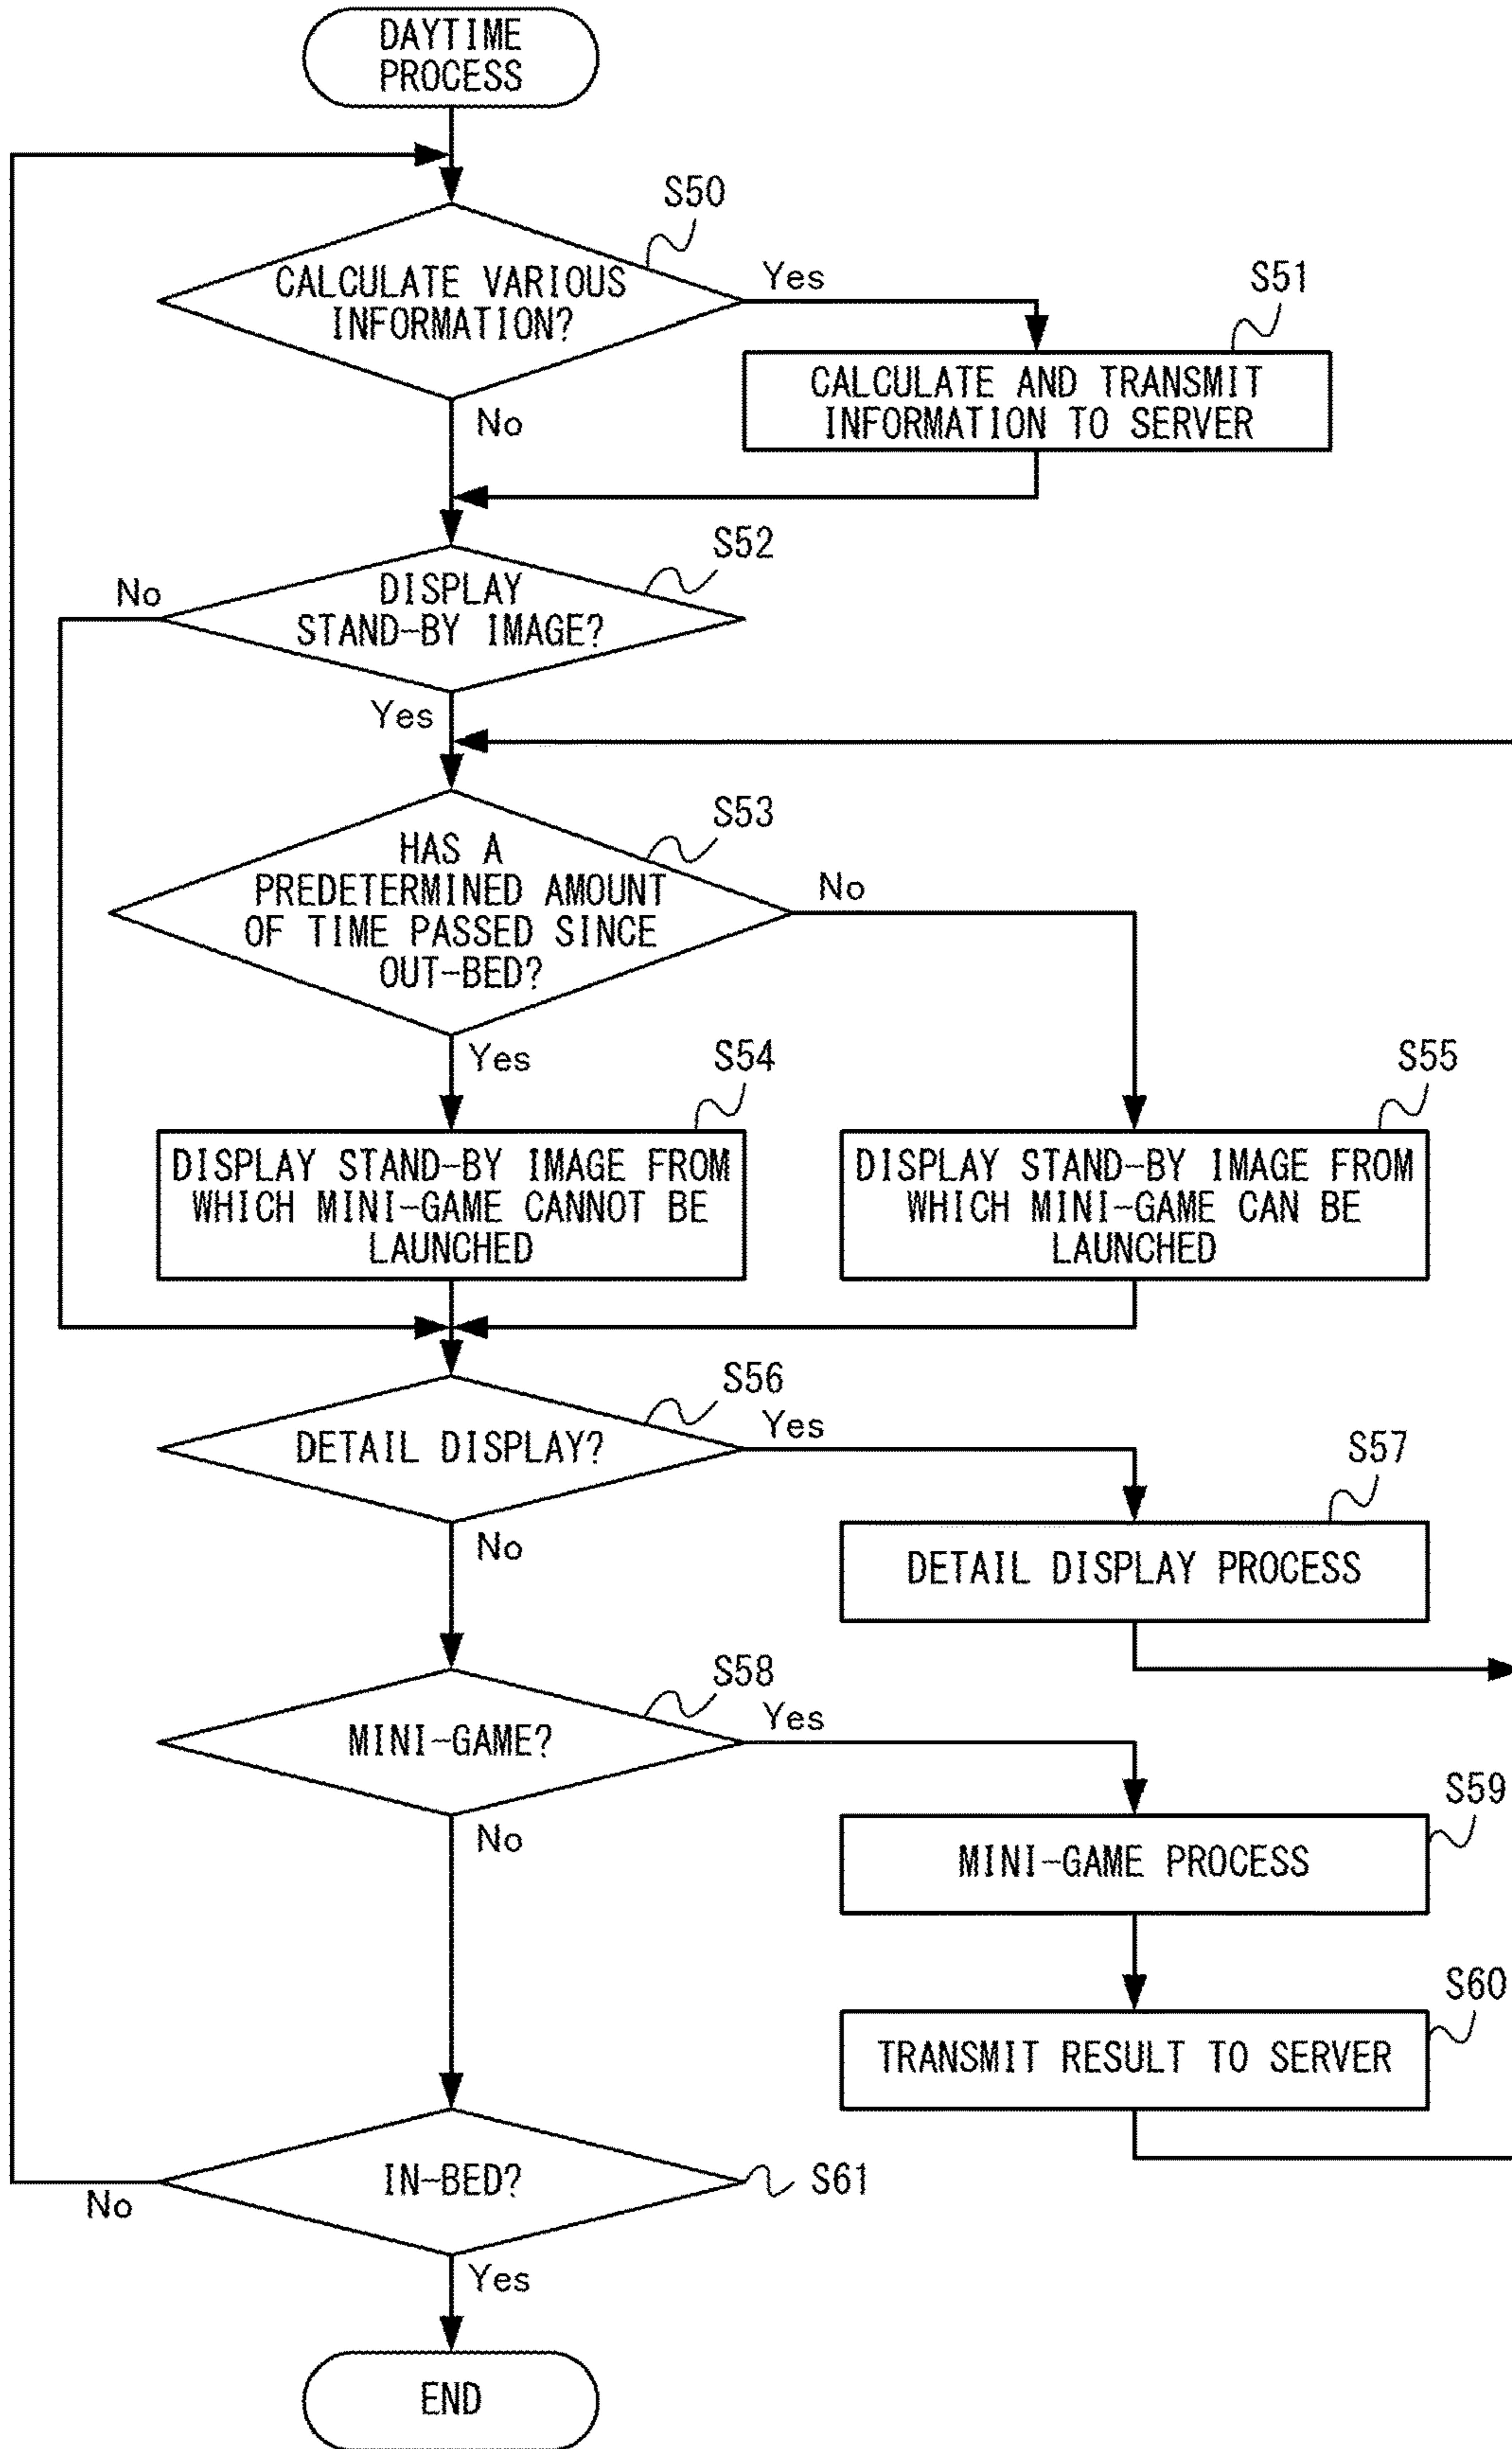 DAYTIME
PROCESS
S50
CALCULATE VARIOUS
INFORMATION?
Yes
No
S51
CALCULATE AND TRANSMIT
INFORMATION TO SERVER
S52
DISPLAY
STAND-BY IMAGE?
No
Yes
S53
HAS A
PREDETERMINED AMOUNT
OF TIME PASSED SINCE
OUT-BED?
No
Yes
S54
DISPLAY STAND-BY IMAGE FROM
WHICH MINI-GAME CANNOT BE
LAUNCHED
S55
DISPLAY STAND-BY IMAGE FROM
WHICH MINI-GAME CAN BE
LAUNCHED
S56
DETAIL DISPLAY?
Yes
No
S57
DETAIL DISPLAY PROCESS
S58
MINI-GAME?
Yes
No
S59
MINI-GAME PROCESS
S60
TRANSMIT RESULT TO SERVER
IN-BED?
S61
No
Yes
END